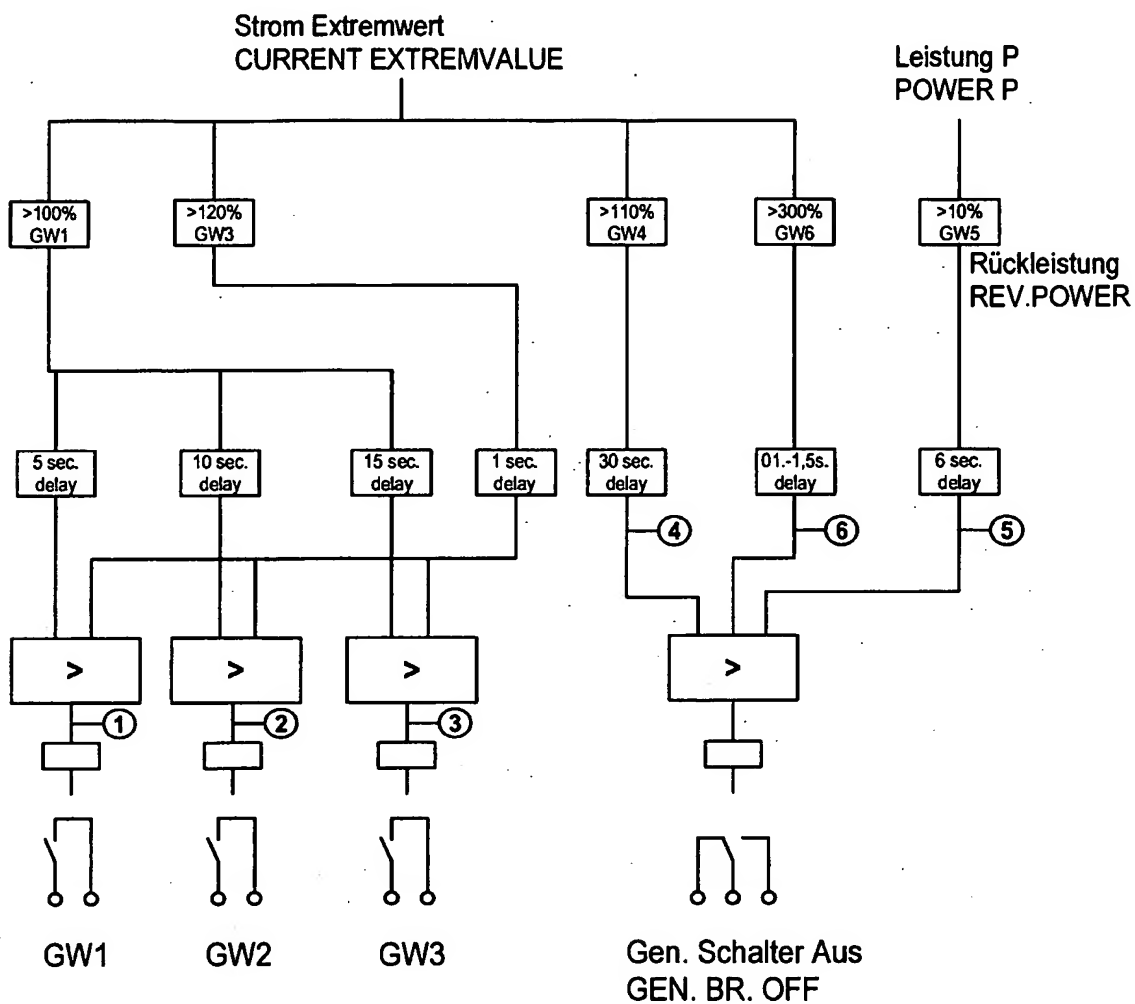 Strom Extremwert
CURRENT EXTREMVALUE
Leistung P
POWER P
>100%
GW1
>120%
GW3
>110%
GW4
>300%
GW6
>10%
GW5
Rückleistung
REV.POWER
5 sec.
delay
10 sec.
delay
15 sec.
delay
1 sec.
delay
30 sec.
delay
01.-1,5s.
delay
6 sec.
delay
4
6
5
>
>
>
>
1
2
3
GW1
GW2
GW3
Gen. Schalter Aus
GEN. BR. OFF